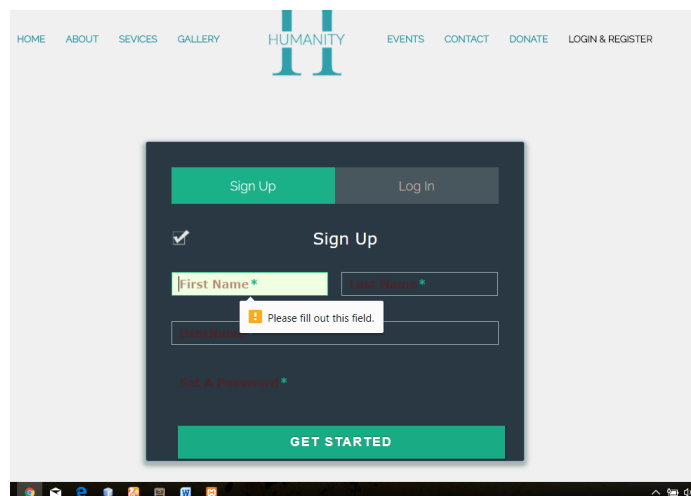 HOME ABOUT SEVICES GALLERY HUMANITY EVENTS CONTACT DONATE LOGIN & REGISTER
Sign Up Log In
Sign Up
First Name* Last Name*
Please fill out this field.
Set A Password*
GET STARTED